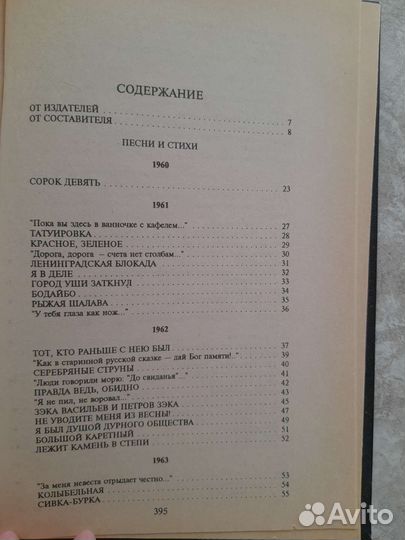 СОДЕРЖАНИЕ
ОТ ИЗДАТЕЛЕЙ 7
ОТ СОСТАВИТЕЛЯ 8
ПЕСНИ И СТИХИ
1960
СОРОК ДЕВЯТЬ 23
1961
"Пока вы здесь в ванночке с кафелем..." 27
ТАТУИРОВКА 28
КРАСНОЕ, ЗЕЛЕНОЕ 29
"Дорога, дорога — счета нет столбам..." 30
ЛЕНИНГРАДСКАЯ БЛОКАДА 31
Я В ДЕЛЕ 32
ГОРОД УШИ ЗАТКНУЛ 33
БОДАЙБО 34
РЫЖАЯ ШАЛАВА 35
"У тебя глаза как нож..." 36
1962
ТОТ, КТО РАНЬШЕ С НЕЮ БЫЛ 37
"Как в старинной русской сказке — дай Бог памяти!.." 39
СЕРЕБРЯНЫЕ СТРУНЫ 40
"Люди говорили морю: "До свиданья"..." 41
ПРАВДА ВЕДЬ, ОБИДНО 42
"Я не пил, не воровал..." 43
ЗЭКА ВАСИЛЬЕВ И ПЕТРОВ ЗЭКА 45
НЕ УВОДИТЕ МЕНЯ ИЗ ВЕСНЫ! 47
Я БЫЛ ДУШОЙ ДУРНОГО ОБЩЕСТВА 49
БОЛЬШОЙ КАРЕТНЫЙ 51
ЛЕЖИТ КАМЕНЬ В СТЕПИ 52
1963
"За меня невеста отрыдает честно..." 53
КОЛЫБЕЛЬНАЯ 54
СИВКА-БУРКА 55
395
Avito